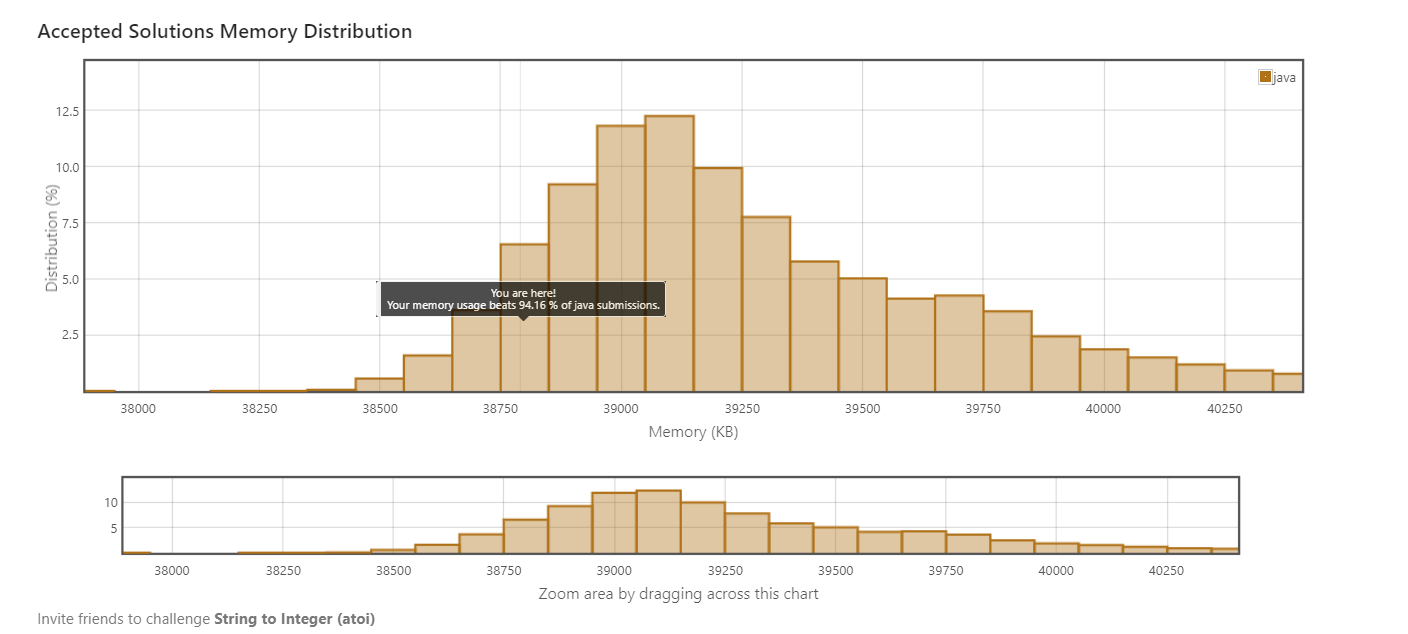 Accepted Solutions Memory Distribution
java
12.5
10.0
7.5
5.0
2.5
Distribution (%)
You are here!
Your memory usage beats 94.16 % of java submissions.
38000 38250 38500 38750 39000 39250 39500 39750 40000 40250
Memory (KB)
10
5
38000 38250 38500 38750 39000 39250 39500 39750 40000 40250
Zoom area by dragging across this chart
Invite friends to challenge String to Integer (atoi)